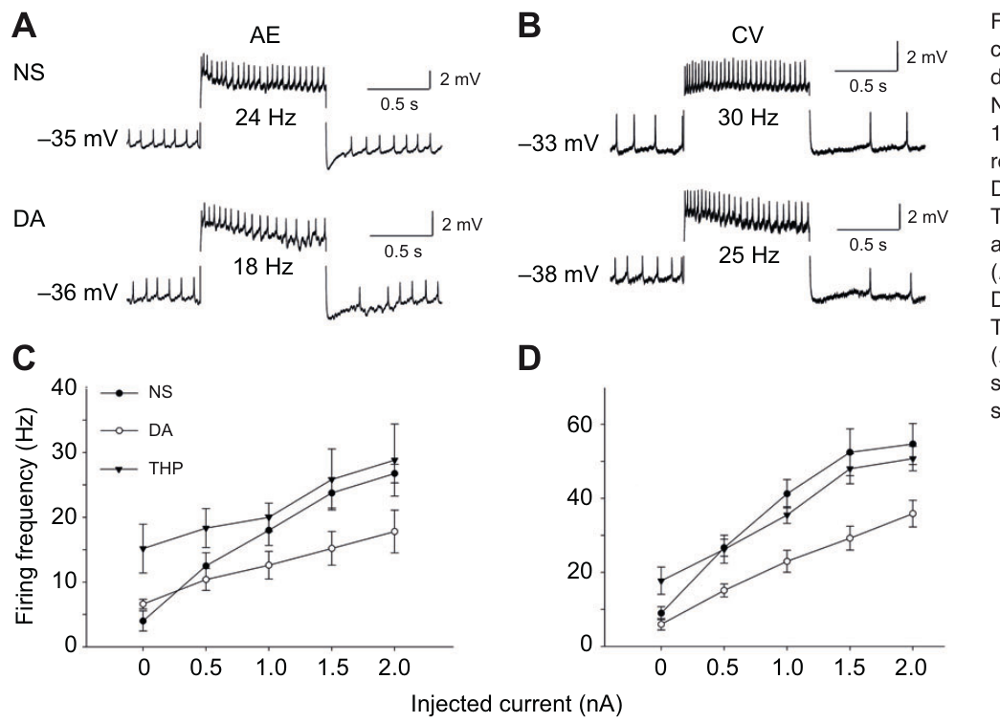 A
AE
NS
2 mV
0.5 s
24 Hz
–35 mV
DA
2 mV
0.5 s
18 Hz
–36 mV
B
CV
2 mV
0.5 s
30 Hz
–33 mV
2 mV
0.5 s
25 Hz
–38 mV
C
40
30
20
10
0
NS
DA
THP
Firing frequency (Hz)
0
0.5
1.0
1.5
2.0
D
60
40
20
0
0
0.5
1.0
1.5
2.0
Injected current (nA)